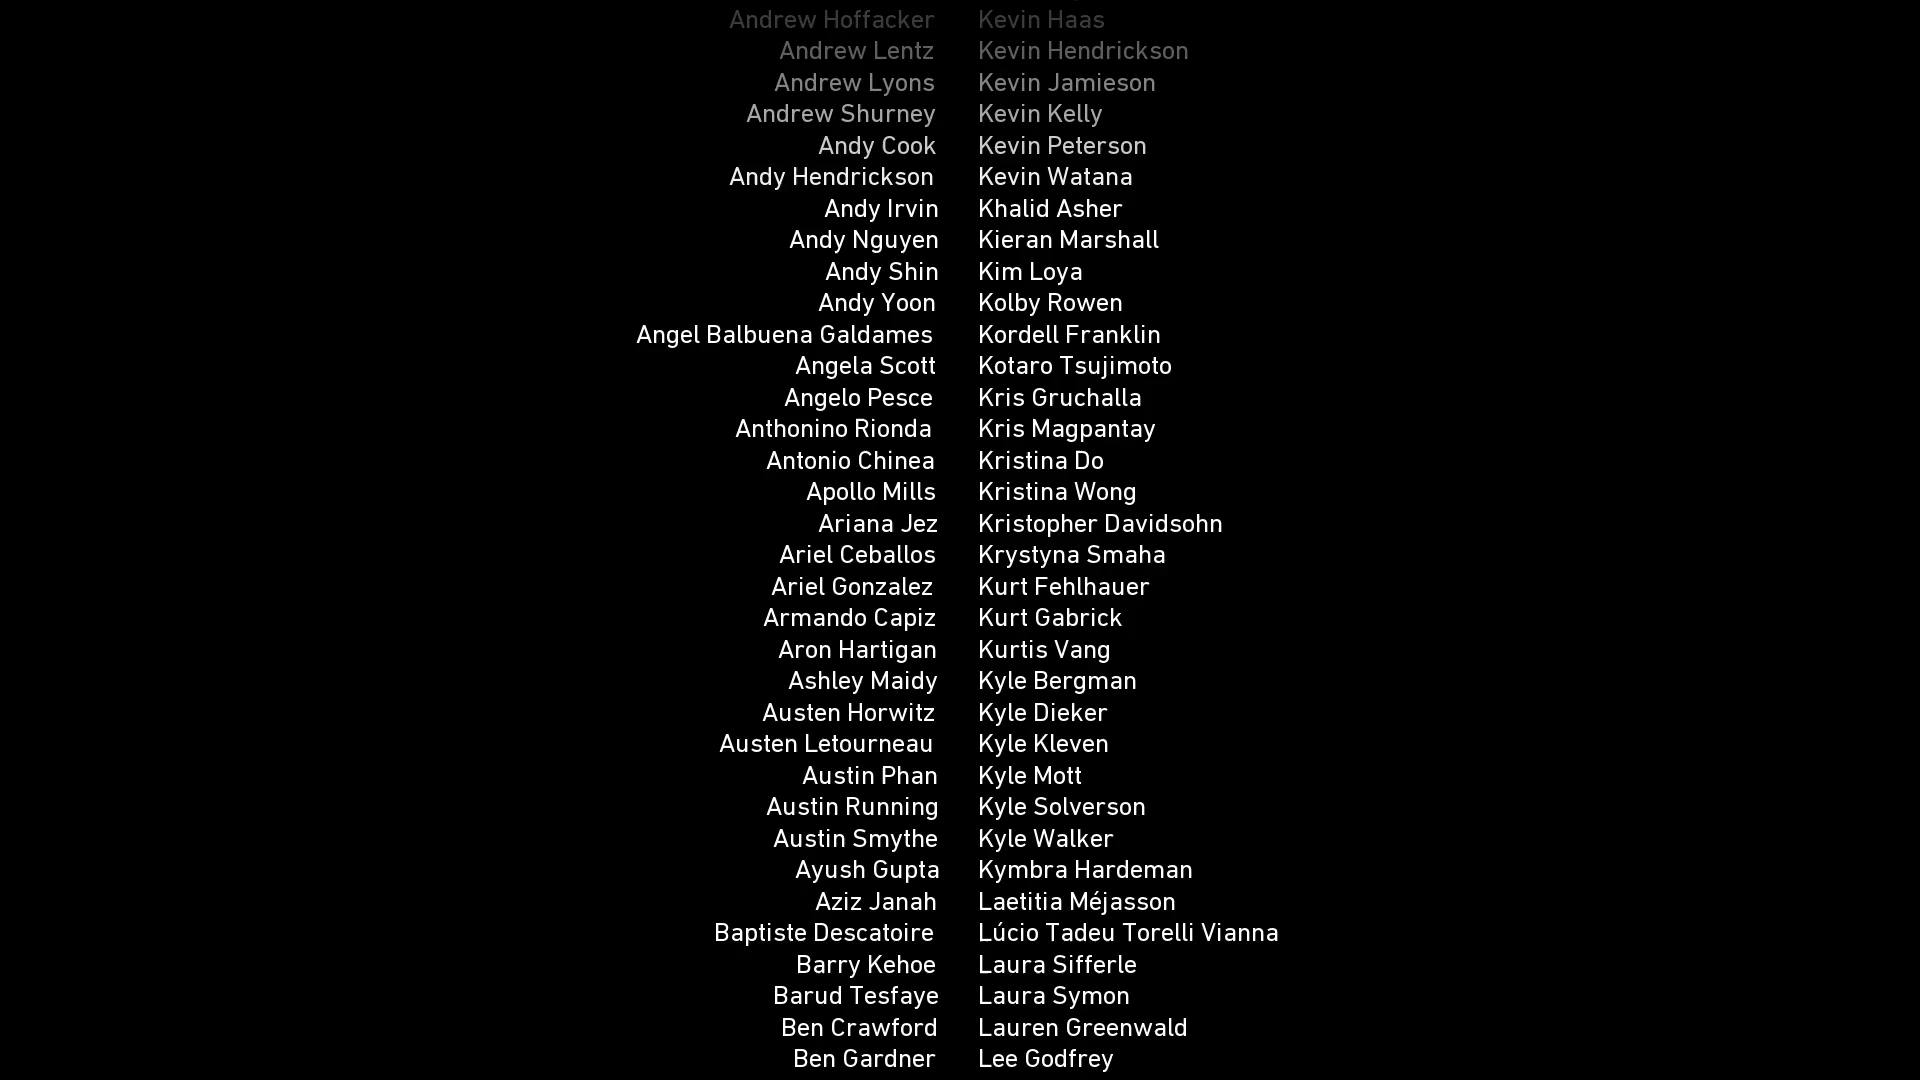 Andrew Hoffacker Kevin Haas
Andrew Lentz Kevin Hendrickson
Andrew Lyons Kevin Jamieson
Andrew Shurney Kevin Kelly
Andy Cook Kevin Peterson
Andy Hendrickson Kevin Watana
Andy Irvin Khalid Asher
Andy Nguyen Kieran Marshall
Andy Shin Kim Loya
Andy Yoon Kolby Rowen
Angel Balbuena Galdames Kordell Franklin
Angela Scott Kotaro Tsujimoto
Angelo Pesce Kris Gruchalla
Anthonino Rionda Kris Magpantay
Antonio Chinea Kristina Do
Apollo Mills Kristina Wong
Ariana Jez Kristopher Davidsohn
Ariel Ceballos Krystyna Smaha
Ariel Gonzalez Kurt Fehlhauer
Armando Capiz Kurt Gabrick
Aron Hartigan Kurtis Vang
Ashley Maidy Kyle Bergman
Austen Horwitz Kyle Dieker
Austen Letourneau Kyle Kleven
Austin Phan Kyle Mott
Austin Running Kyle Solverson
Austin Smythe Kyle Walker
Ayush Gupta Kymbra Hardeman
Aziz Janah Laetitia Méjasson
Baptiste Descatoire Lúcio Tadeu Torelli Vianna
Barry Kehoe Laura Sifferle
Barud Tesfaye Laura Symon
Ben Crawford Lauren Greenwald
Ben Gardner Lee Godfrey